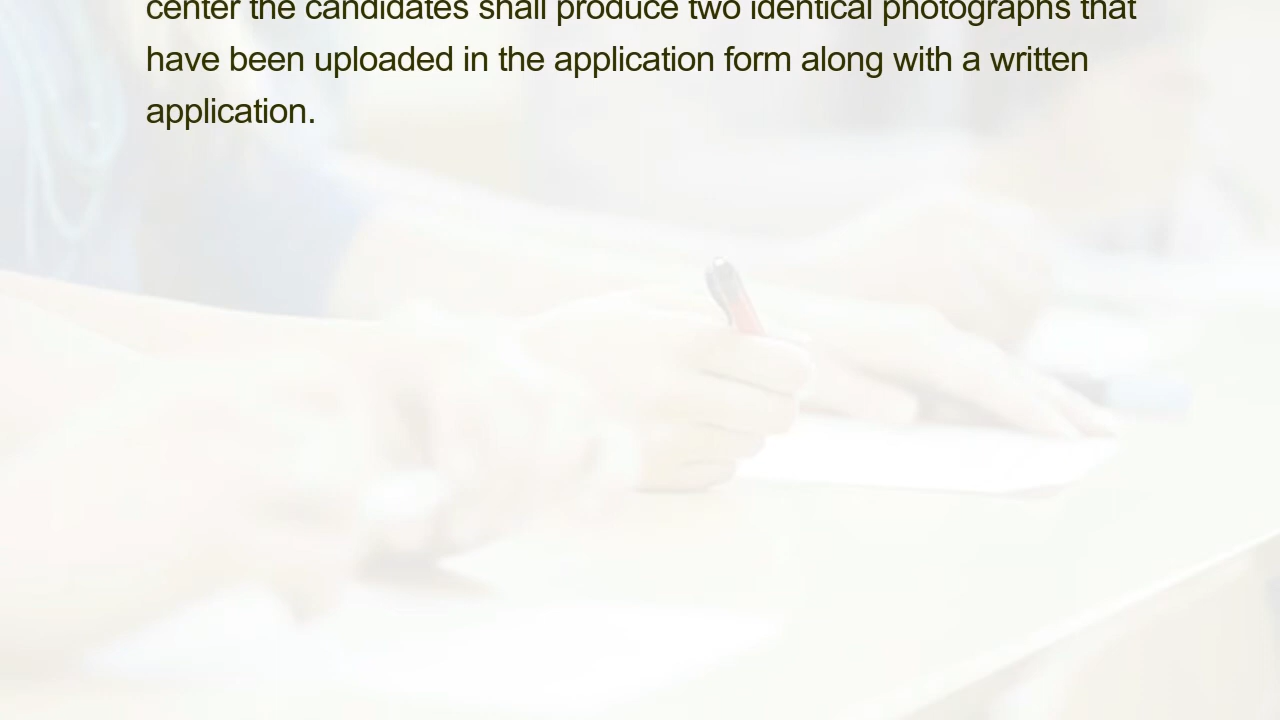 center the candidates shall produce two identical photographs that
have been uploaded in the application form along with a written
application.